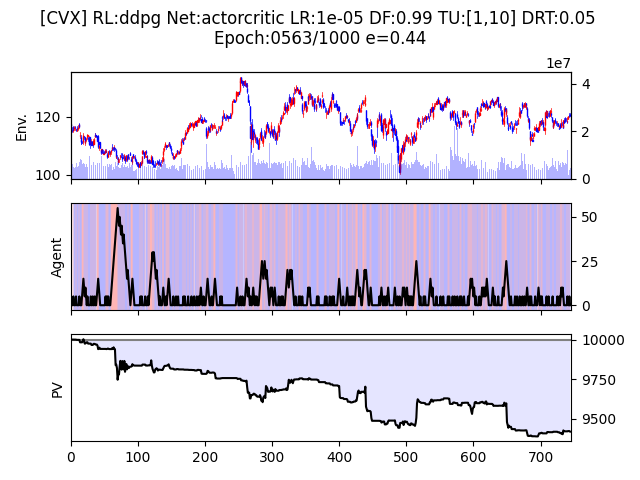 [CVX] RL:ddpg Net:actorcritic LR:1e-05 DF:0.99 TU:[1,10] DRT:0.05
Epoch:0563/1000 e=0.44
1e7
Env.
120
100
4
2
0
Agent
50
25
0
PV
10000
9750
9500
0 100 200 300 400 500 600 700